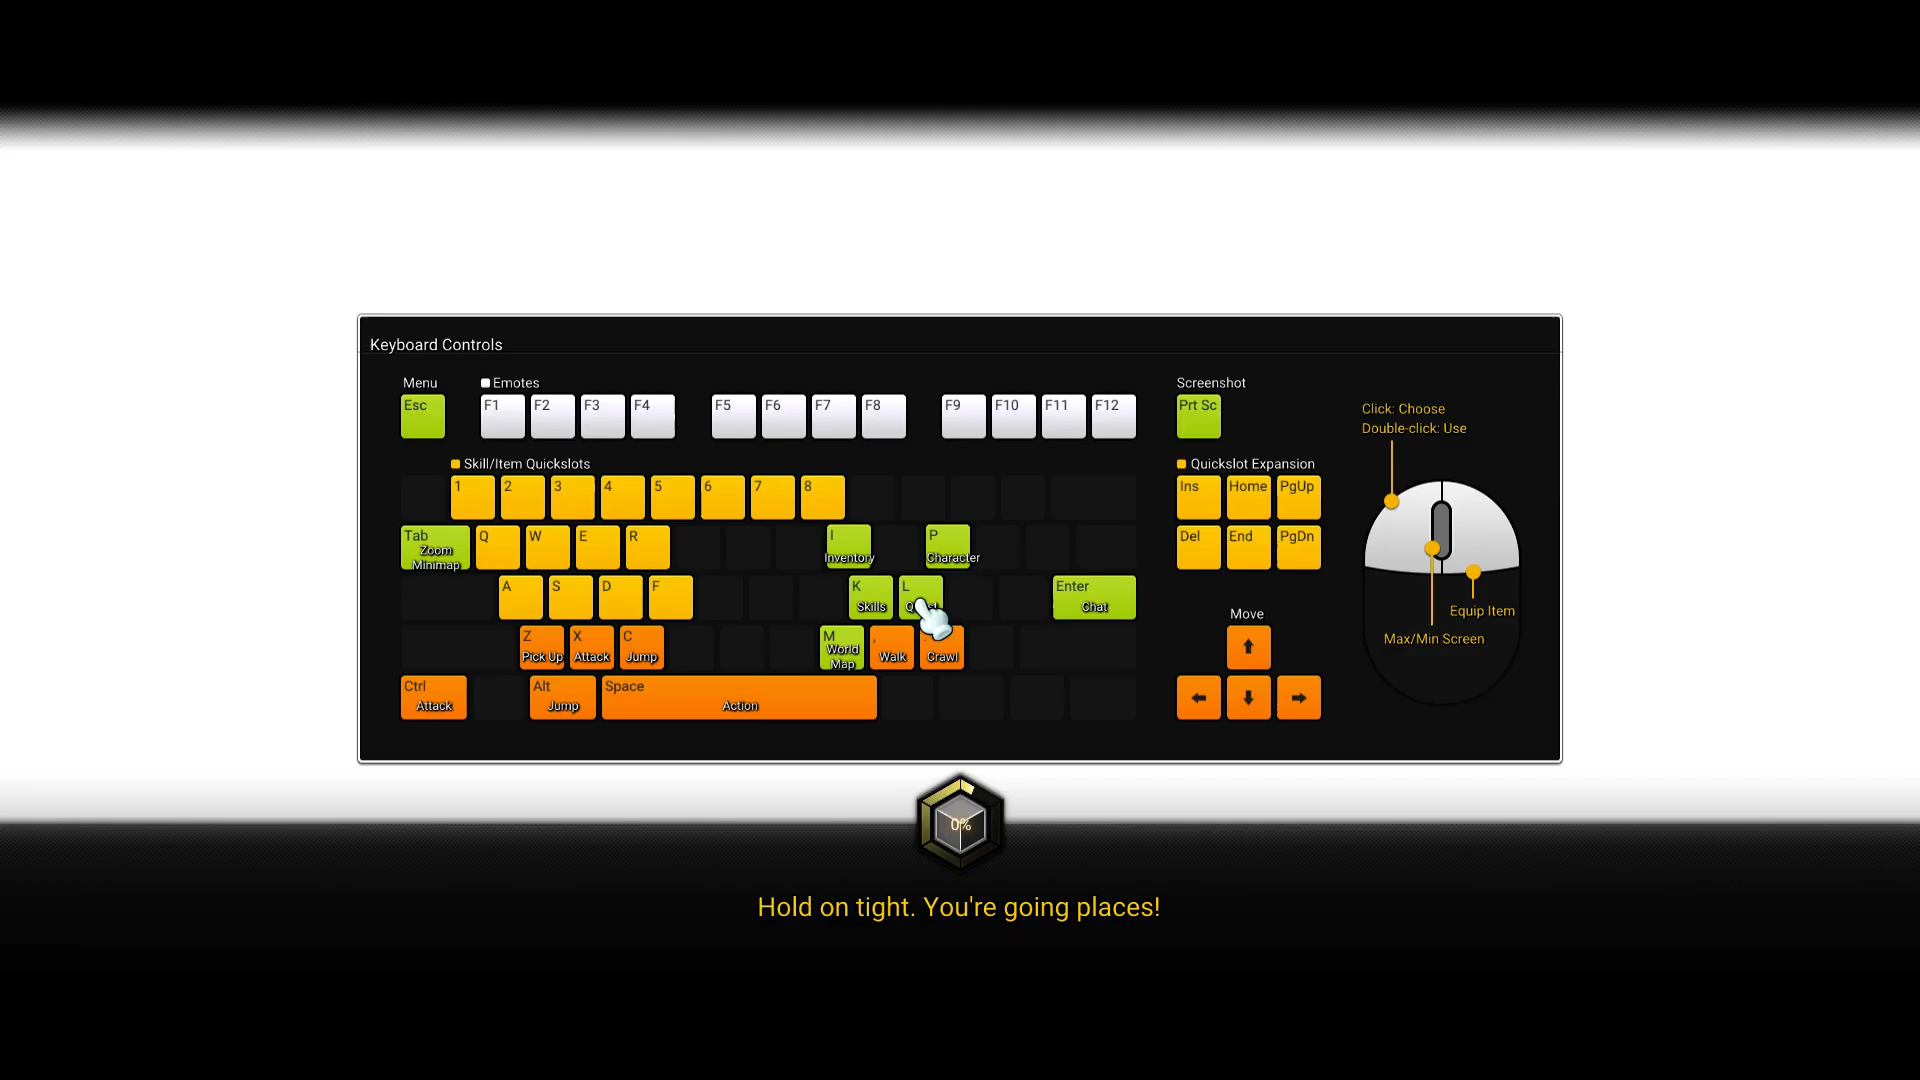 Keyboard Controls
Menu
Emotes
Screenshot
Esc
F1 F2 F3 F4 F5 F6 F7 F8 F9 F10 F11 F12
Prt Sc
Click: Choose
Double-click: Use
Skill/Item Quickslots
Quickslot Expansion
1 2 3 4 5 6 7 8
Ins Home PgUp
Tab Zoom Minimap
Q W E R
I Inventory
P Character
Del End PgDn
A S D F
K Skills
L
Enter Chat
Move
Equip Item
Max/Min Screen
Z Pick Up
X Attack
C Jump
M World Map
, Walk
Crawl
Ctrl Attack
Alt Jump
Space Action
0%
Hold on tight. You're going places!